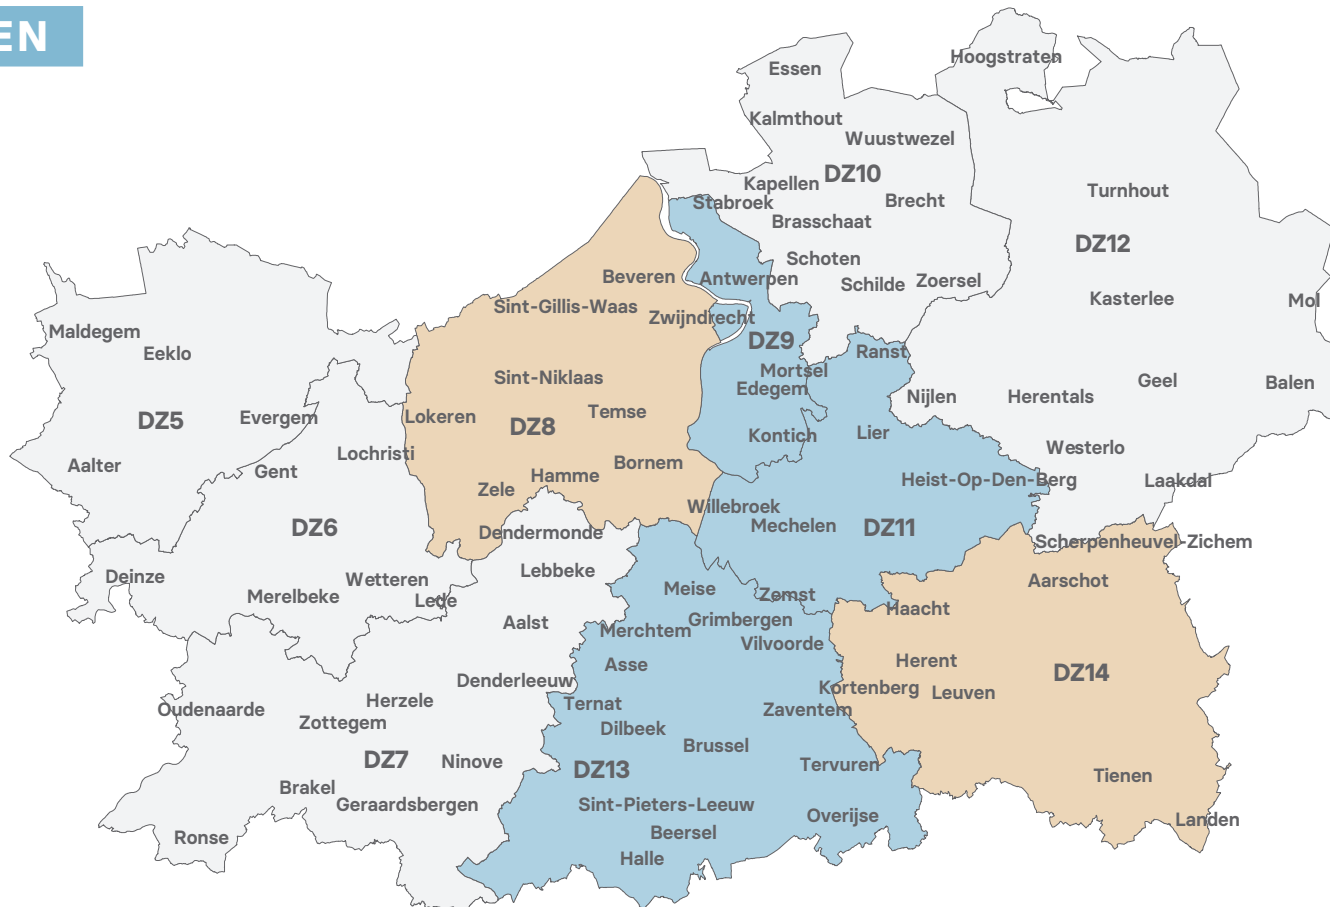 EN
Hoogstraten
Essen
Kalmthout
Wuustwezel
DZ10
Kapellen
Turnhout
Stabroek
Brecht
Brasschaat
DZ12
Schoten
Beveren
Antwerpen
Schilde
Zoersel
Kasterlee
Mol
Sint-Gillis-Waas
Zwijndrecht
Maldegem
DZ9
Eeklo
Ranst
Mortsel
Sint-Niklaas
Geel
Balen
Edegem
Nijlen
Herentals
Temse
Evergem
Lokeren
DZ5
DZ8
Kontich
Lier
Westerlo
Lochristi
Bornem
Aalter
Gent
Hamme
Heist-Op-Den-Berg
Laakdal
Zele
Willebroek
DZ6
Mechelen
DZ11
Dendermonde
Scherpenheuvel-Zichem
Lebbeke
Deinze
Wetteren
Aarschot
Meise
Merelbeke
Lede
Zemst
Haacht
Aalst
Grimbergen
Merchtem
Vilvoorde
Asse
Herent
DZ14
Denderleeuw
Kortenberg
Leuven
Herzele
Ternat
Oudenaarde
Zaventem
Zottegem
Dilbeek
Brussel
DZ7
Ninove
DZ13
Tervuren
Tienen
Brakel
Geraardsbergen
Sint-Pieters-Leeuw
Overijse
Landen
Beersel
Ronse
Halle